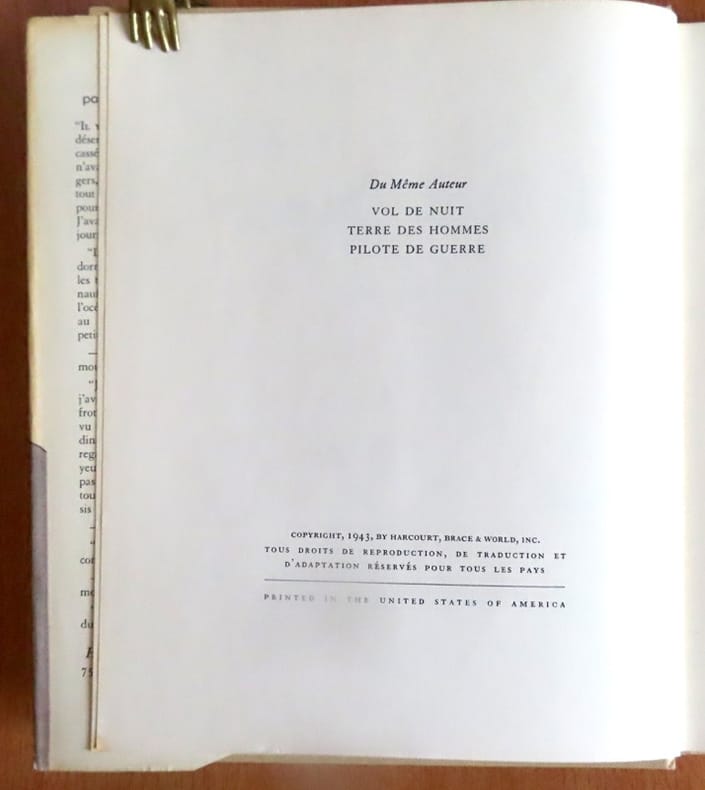 Du Même Auteur
VOL DE NUIT
TERRE DES HOMMES
PILOTE DE GUERRE
COPYRIGHT, 1943, BY HARCOURT, BRACE & WORLD, INC.
TOUS DROITS DE REPRODUCTION, DE TRADUCTION ET
D'ADAPTATION RÉSERVÉS POUR TOUS LES PAYS
PRINTED IN THE UNITED STATES OF AMERICA